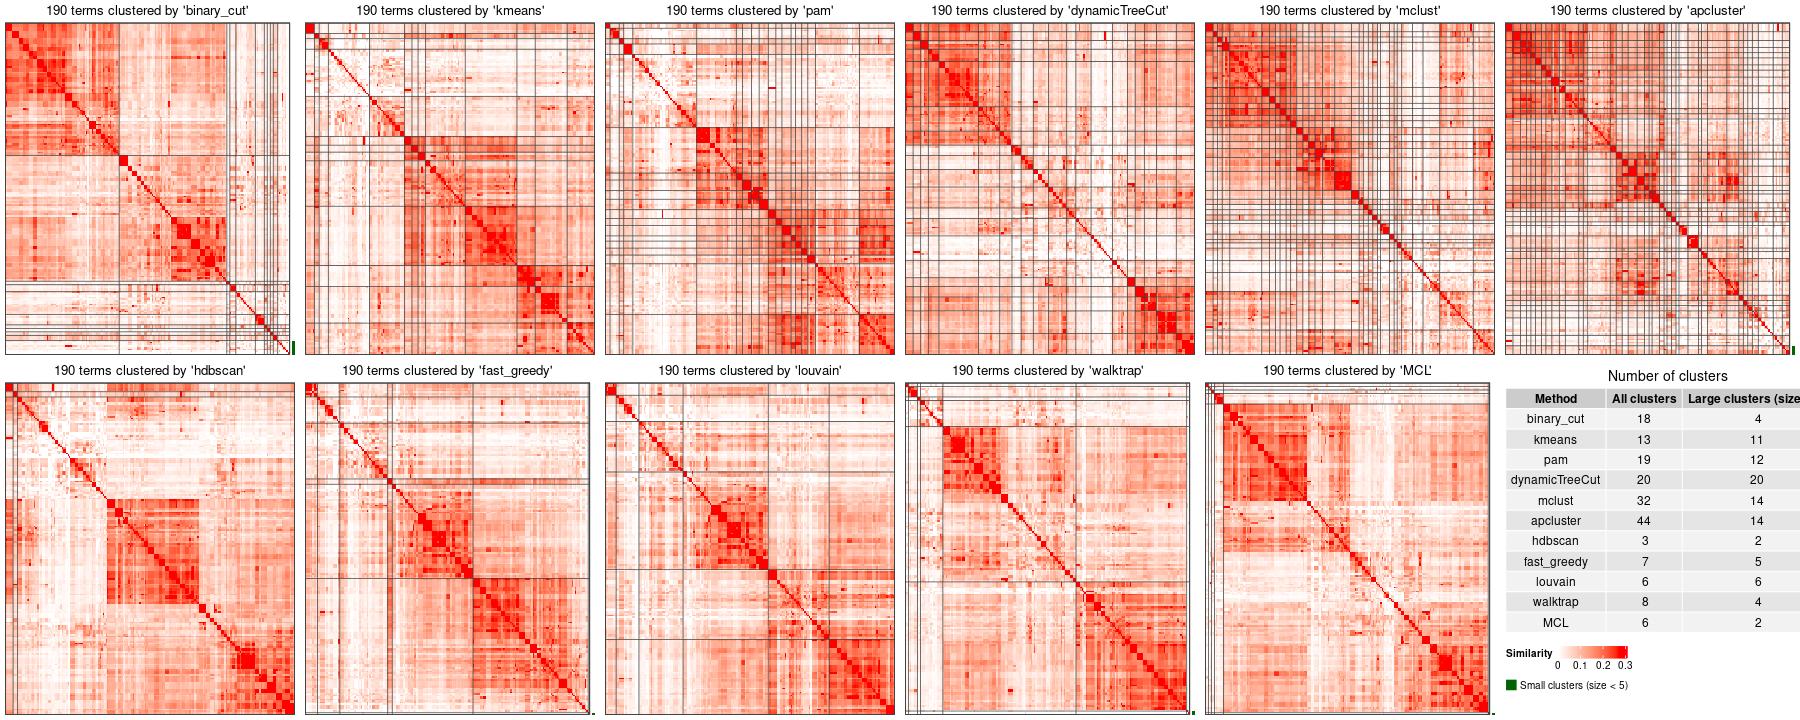 190 terms clustered by 'binary_cut'
190 terms clustered by 'kmeans'
190 terms clustered by 'pam'
190 terms clustered by 'dynamicTreeCut'
190 terms clustered by 'mclust'
190 terms clustered by 'apcluster'
190 terms clustered by 'hdbscan'
190 terms clustered by 'fast_greedy'
190 terms clustered by 'louvain'
190 terms clustered by 'walktrap'
190 terms clustered by 'MCL'
Number of clusters
Method All clusters Large clusters (size
binary_cut 18 4
kmeans 13 11
pam 19 12
dynamicTreeCut 20 20
mclust 32 14
apcluster 44 14
hdbscan 3 2
fast_greedy 7 5
louvain 6 6
walktrap 8 4
MCL 6 2
Similarity
0 0.1 0.2 0.3
Small clusters (size < 5)